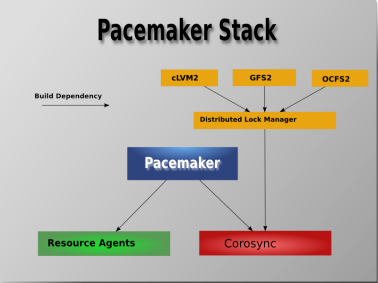 Pacemaker Stack
cLVM2
GFS2
OCFS2
Build Dependency
Distributed Lock Manager
Pacemaker
Resource Agents
Corosync